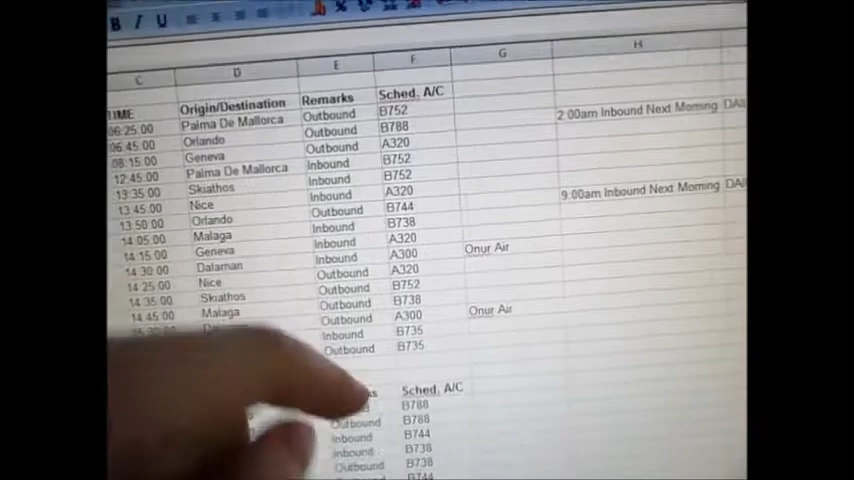 B I U
C D E F G H
TIME Origin/Destination Remarks Sched. A/C
06:25:00 Palma De Mallorca Outbound B752 2:00am Inbound Next Morning
06:45:00 Orlando Outbound B788
08:15:00 Geneva Outbound A320
12:45:00 Palma De Mallorca Inbound B752
13:35:00 Skiathos Inbound B752
13:45:00 Nice Inbound A320 9:00am Inbound Next Morning
13:50:00 Orlando Outbound B744
14:05:00 Malaga Inbound B738
14:15:00 Geneva Inbound A320
14:30:00 Dalaman Inbound A300 Onur Air
14:25:00 Nice Outbound A320
14:35:00 Skiathos Outbound B752
14:45:00 Malaga Outbound B738
Outbound A300 Onur Air
Inbound B735
Outbound B735
Sched. A/C
B788
Outbound B788
Inbound B744
Inbound B738
Outbound B738
B744